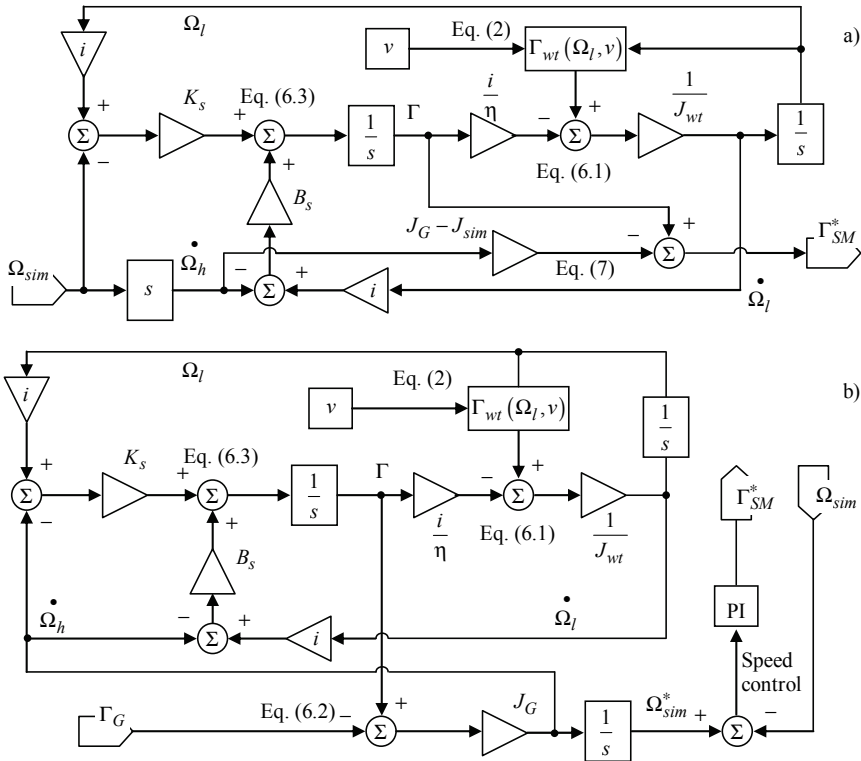 Ω_l
a)
Eq. (2)
v
Γ_wt (Ω_l, v)
i
K_s
Eq. (6.3)
Γ
i/η
1/J_wt
+
Σ
−
+
Σ
+
1/s
−
+
Σ
Eq. (6.1)
1/s
B_s
J_G − J_sim
−
+
Σ
Γ*_SM
Eq. (7)
Ω_sim
s
Ω̇_h
−
Σ
+
i
Ω̇_l
Ω_l
b)
Eq. (2)
v
Γ_wt (Ω_l, v)
1/s
i
K_s
Eq. (6.3)
Γ
+
Σ
−
+
Σ
+
1/s
i/η
−
+
Σ
Eq. (6.1)
1/J_wt
Γ*_SM
Ω_sim
B_s
Ω̇_h
−
Σ
+
i
Ω̇_l
PI
Speed
control
Γ_G
Eq. (6.2)
−
+
Σ
J_G
1/s
Ω*_sim
+
Σ
−